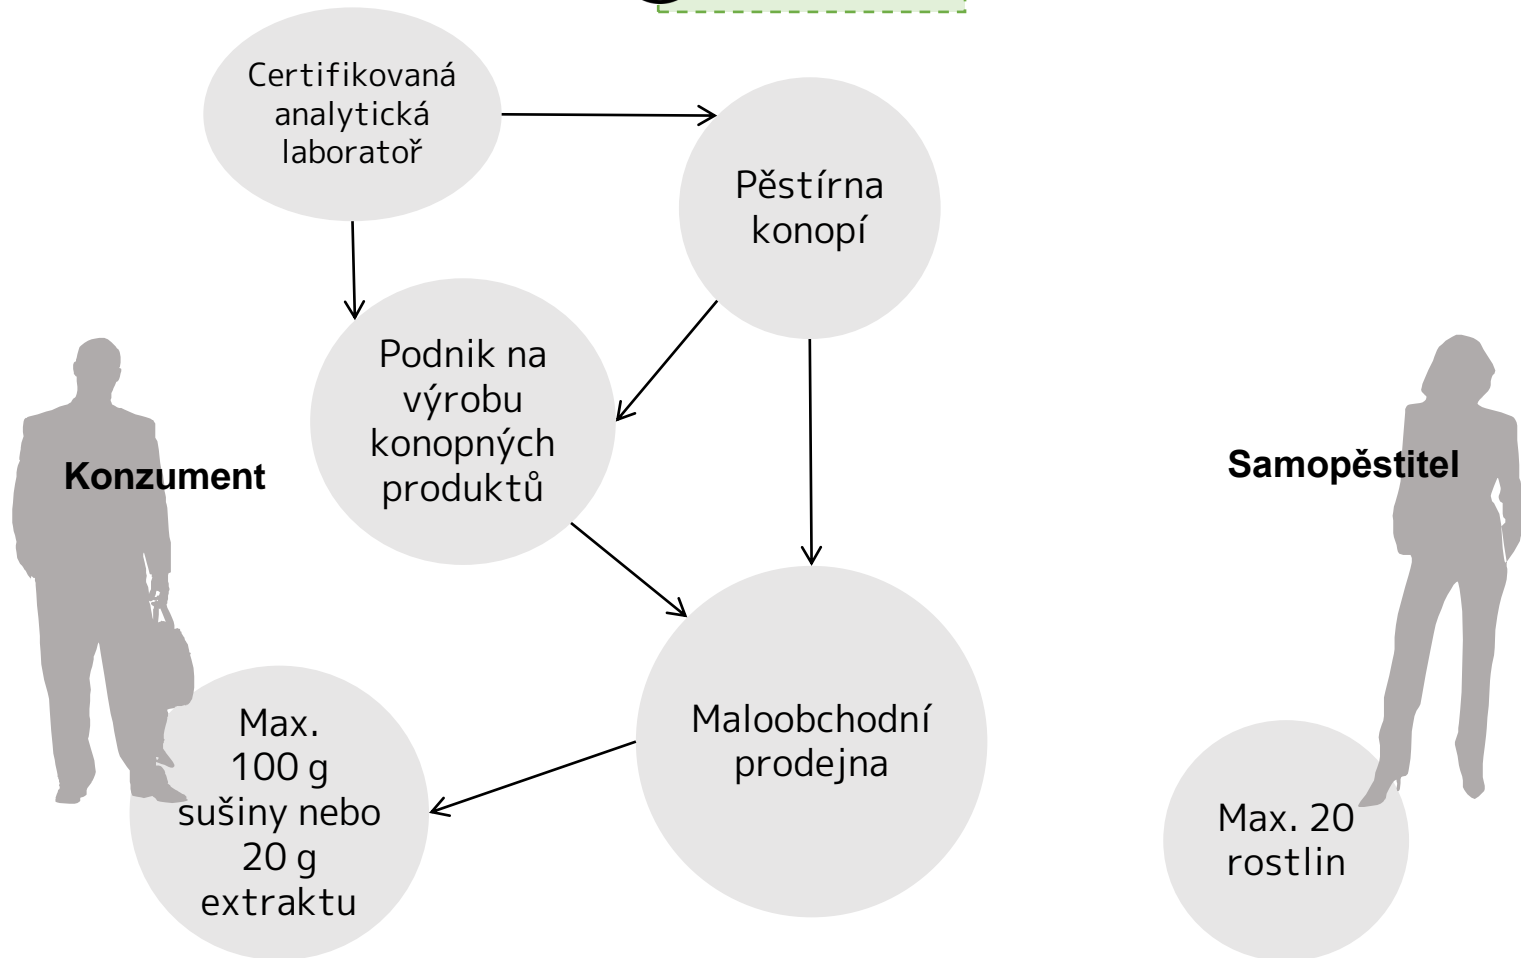 Certifikovaná
analytická
laboratoř
Pěstírna
konopí
Podnik na
výrobu
konopných
produktů
Konzument
Samopěstitel
Maloobchodní
prodejna
Max.
100 g
sušiny nebo
20 g
extraktu
Max. 20
rostlin